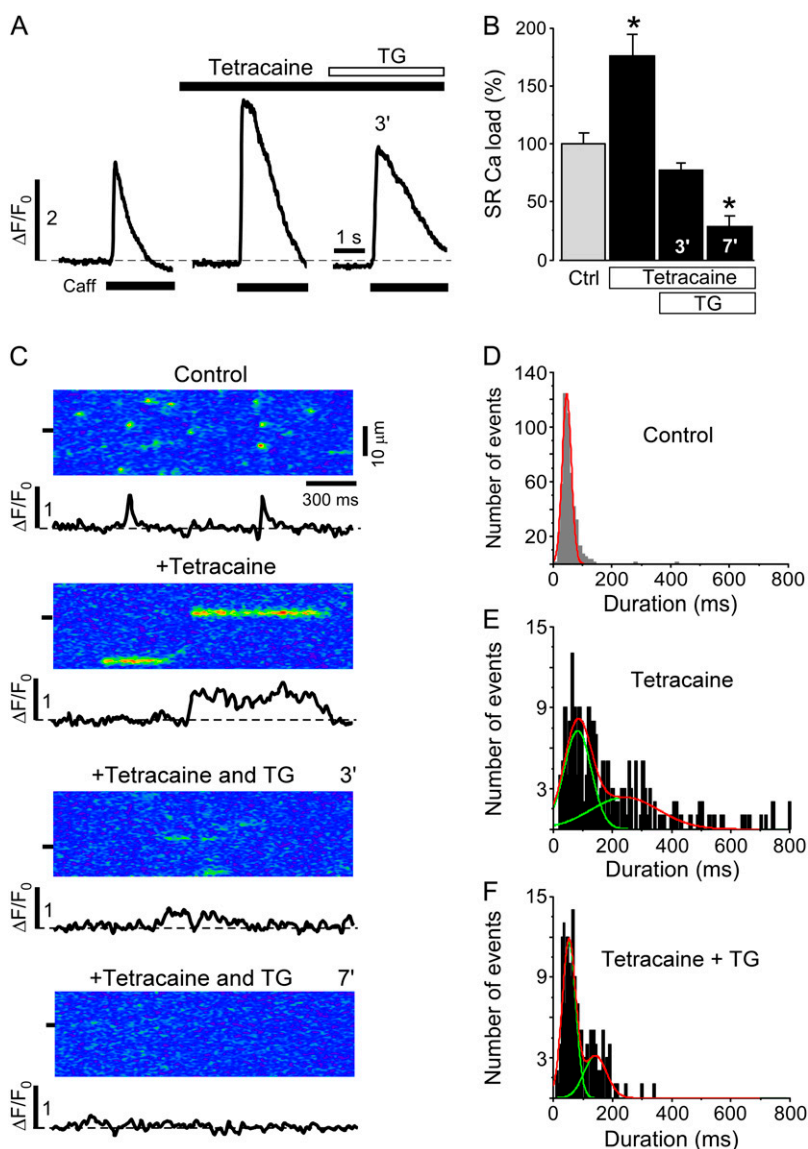 A
Tetracaine
TG
3'
ΔF/F0
2
1 s
Caff
B
SR Ca load (%)
200
150
100
50
0
*
*
3'
7'
Ctrl
Tetracaine
TG
C
Control
10 μm
300 ms
ΔF/F0
1
+Tetracaine
ΔF/F0
1
+Tetracaine and TG 3'
ΔF/F0
1
+Tetracaine and TG 7'
ΔF/F0
1
D
Number of events
140
100
60
20
Control
0 200 400 600 800
Duration (ms)
E
Number of events
15
9
3
Tetracaine
0 200 400 600 800
Duration (ms)
F
Number of events
15
9
3
Tetracaine + TG
0 200 400 600 800
Duration (ms)